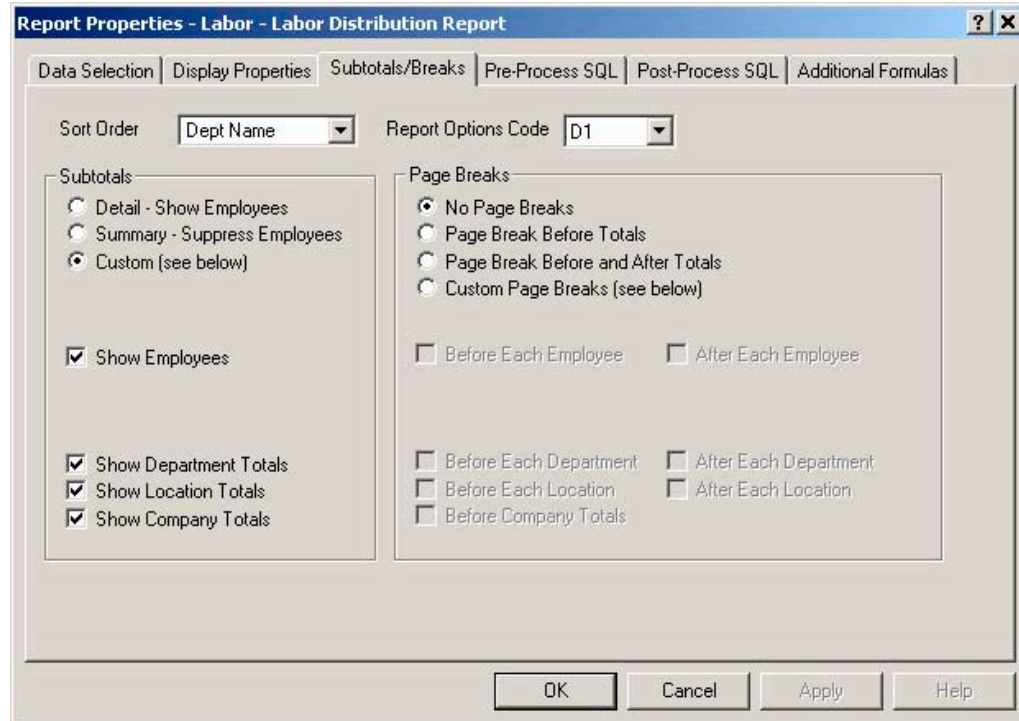 Report Properties - Labor - Labor Distribution Report
Data Selection Display Properties Subtotals/Breaks Pre-Process SQL Post-Process SQL Additional Formulas
Sort Order Dept Name Report Options Code D1
Subtotals
Detail - Show Employees
Summary - Suppress Employees
Custom (see below)
Show Employees
Show Department Totals
Show Location Totals
Show Company Totals
Page Breaks
No Page Breaks
Page Break Before Totals
Page Break Before and After Totals
Custom Page Breaks (see below)
Before Each Employee After Each Employee
Before Each Department After Each Department
Before Each Location After Each Location
Before Company Totals
OK Cancel Apply Help